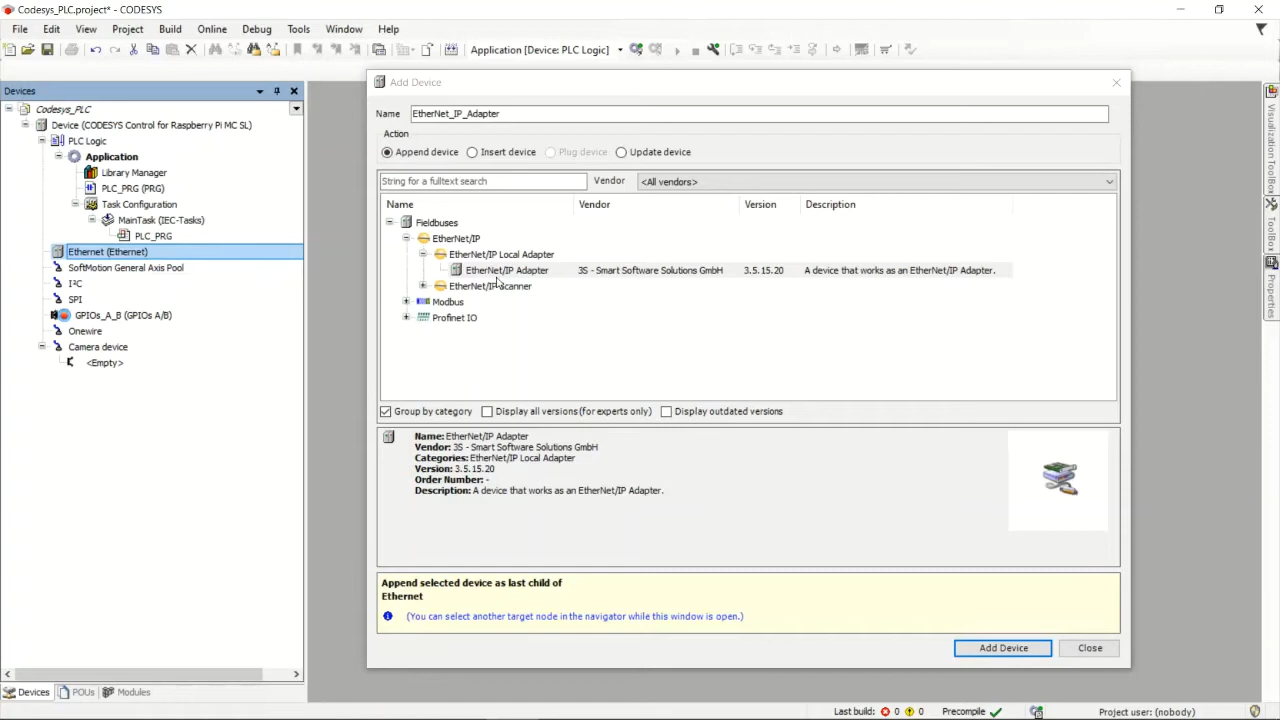 Codesys_PLC.project* - CODESYS
File Edit View Project Build Online Debug Tools Window Help
Application [Device: PLC Logic]
Devices
Codesys_PLC
Device (CODESYS Control for Raspberry Pi MC SL)
PLC Logic
Application
Library Manager
PLC_PRG (PRG)
Task Configuration
MainTask (IEC-Tasks)
PLC_PRG
Ethernet (Ethernet)
SoftMotion General Axis Pool
I²C
SPI
GPIOs_A_B (GPIOs A/B)
Onewire
Camera device
<Empty>
Devices POUs Modules
Add Device
Name EtherNet_IP_Adapter
Action
Append device Insert device Plug device Update device
String for a fulltext search Vendor <All vendors>
Name Vendor Version Description
Fieldbuses
EtherNet/IP
EtherNet/IP Local Adapter
EtherNet/IP Adapter 3S - Smart Software Solutions GmbH 3.5.15.20 A device that works as an EtherNet/IP Adapter.
EtherNet/IP Scanner
Modbus
Profinet IO
Group by category Display all versions (for experts only) Display outdated versions
Name: EtherNet/IP Adapter
Vendor: 3S - Smart Software Solutions GmbH
Categories: EtherNet/IP Local Adapter
Version: 3.5.15.20
Order Number: -
Description: A device that works as an EtherNet/IP Adapter.
Append selected device as last child of
Ethernet
(You can select another target node in the navigator while this window is open.)
Add Device Close
Visualization ToolBox
ToolBox
Properties
Last build: 0 0 Precompile Project user: (nobody)